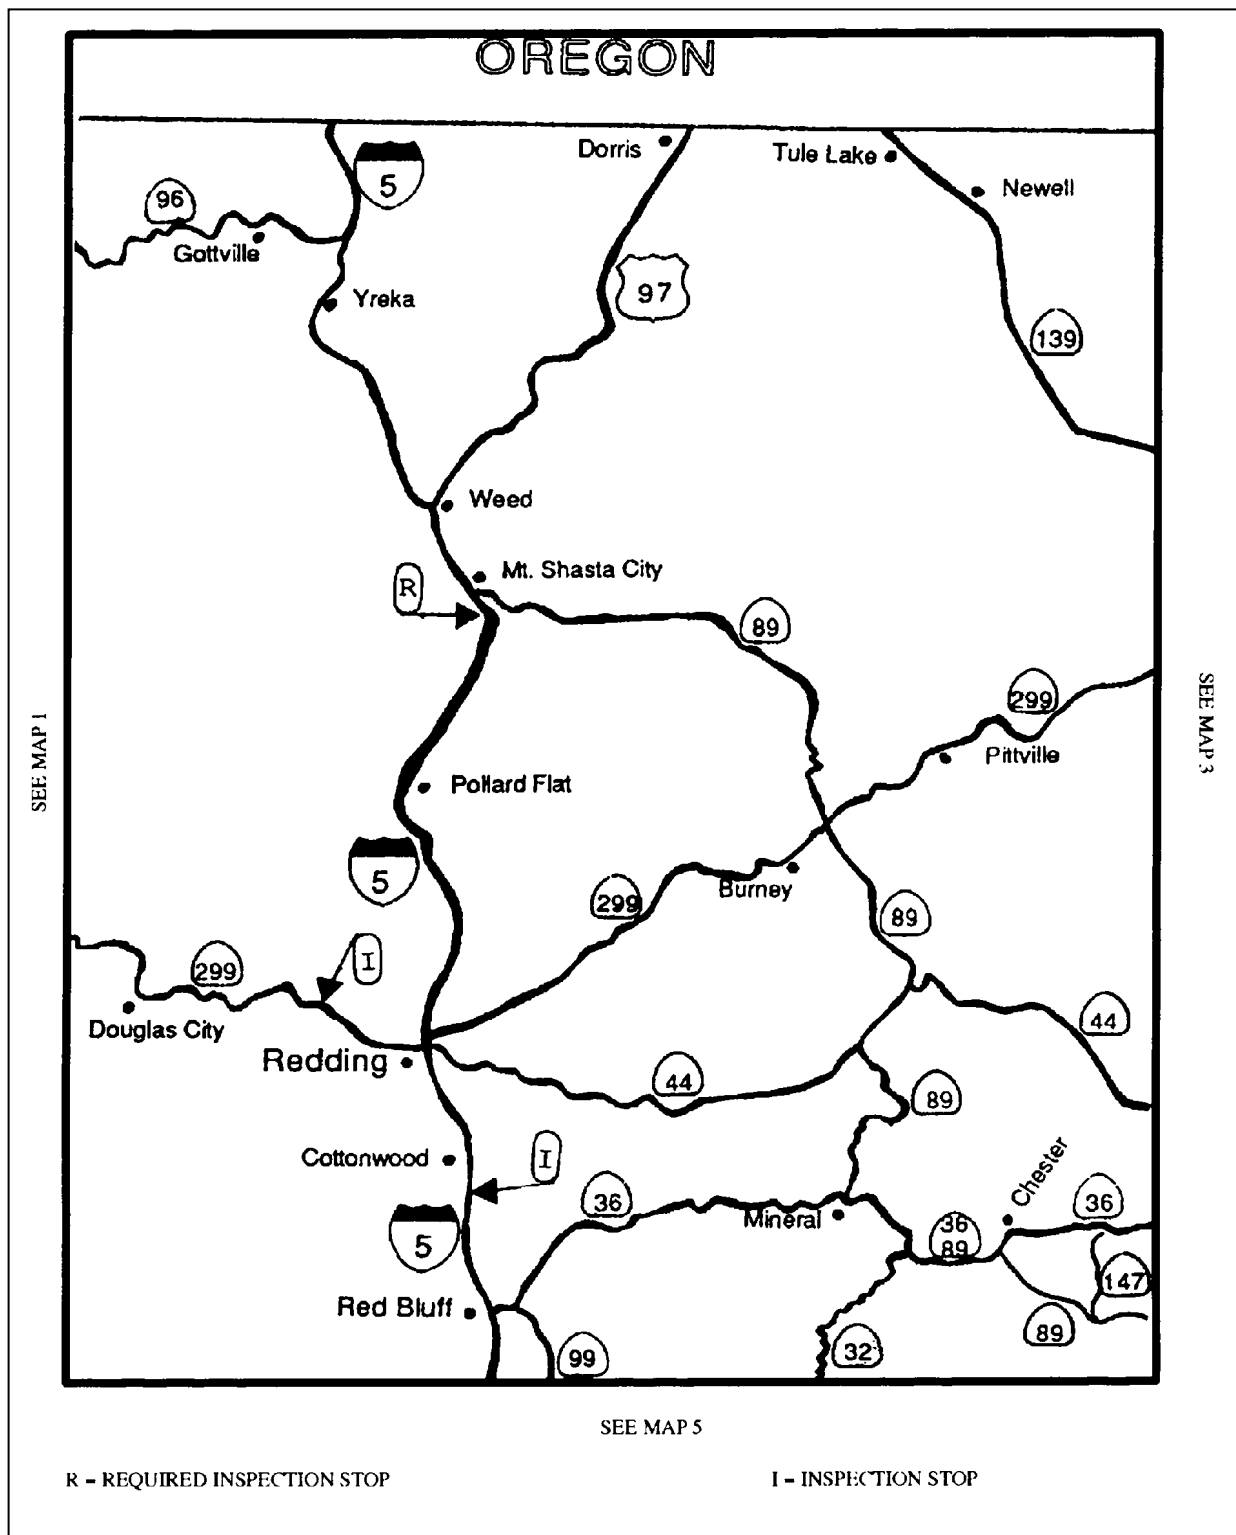 OREGON
Dorris
Tule Lake
5
96
Newell
Gottville
97
Yreka
139
Weed
Mt. Shasta City
R
89
299
SEE MAP 1
SEE MAP 3
Pittville
Pollard Flat
5
Burney
299
89
I
299
Douglas City
44
Redding
44
89
Cottonwood
I
Chester
36
36
Mineral
36
89
5
147
Red Bluff
89
99
32
SEE MAP 5
R - REQUIRED INSPECTION STOP
I - INSPECTION STOP